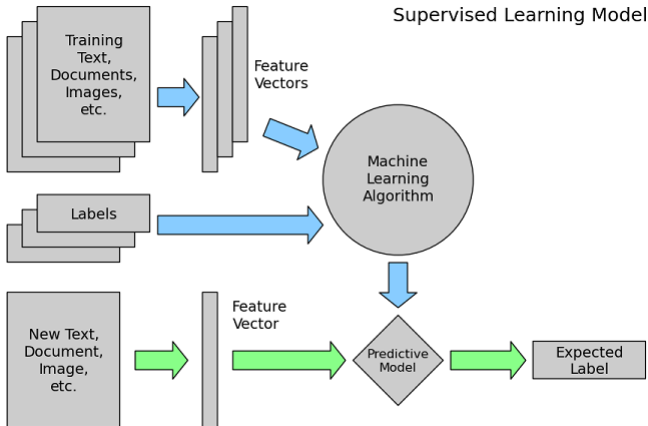 Supervised Learning Model
Training
Text,
Documents,
Images,
etc.
Feature
Vectors
Machine
Learning
Algorithm
Labels
New Text,
Document,
Image,
etc.
Feature
Vector
Predictive
Model
Expected
Label